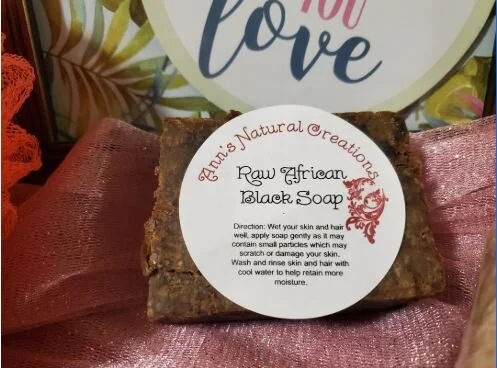 YOU
love
Ann's Natural Creations
Raw African
Black Soap
Direction: Wet your skin and hair
well, apply soap gently as it may
contain small particles which may
scratch or damage your skin.
Wash and rinse skin and hair with
cool water to help retain more
moisture.